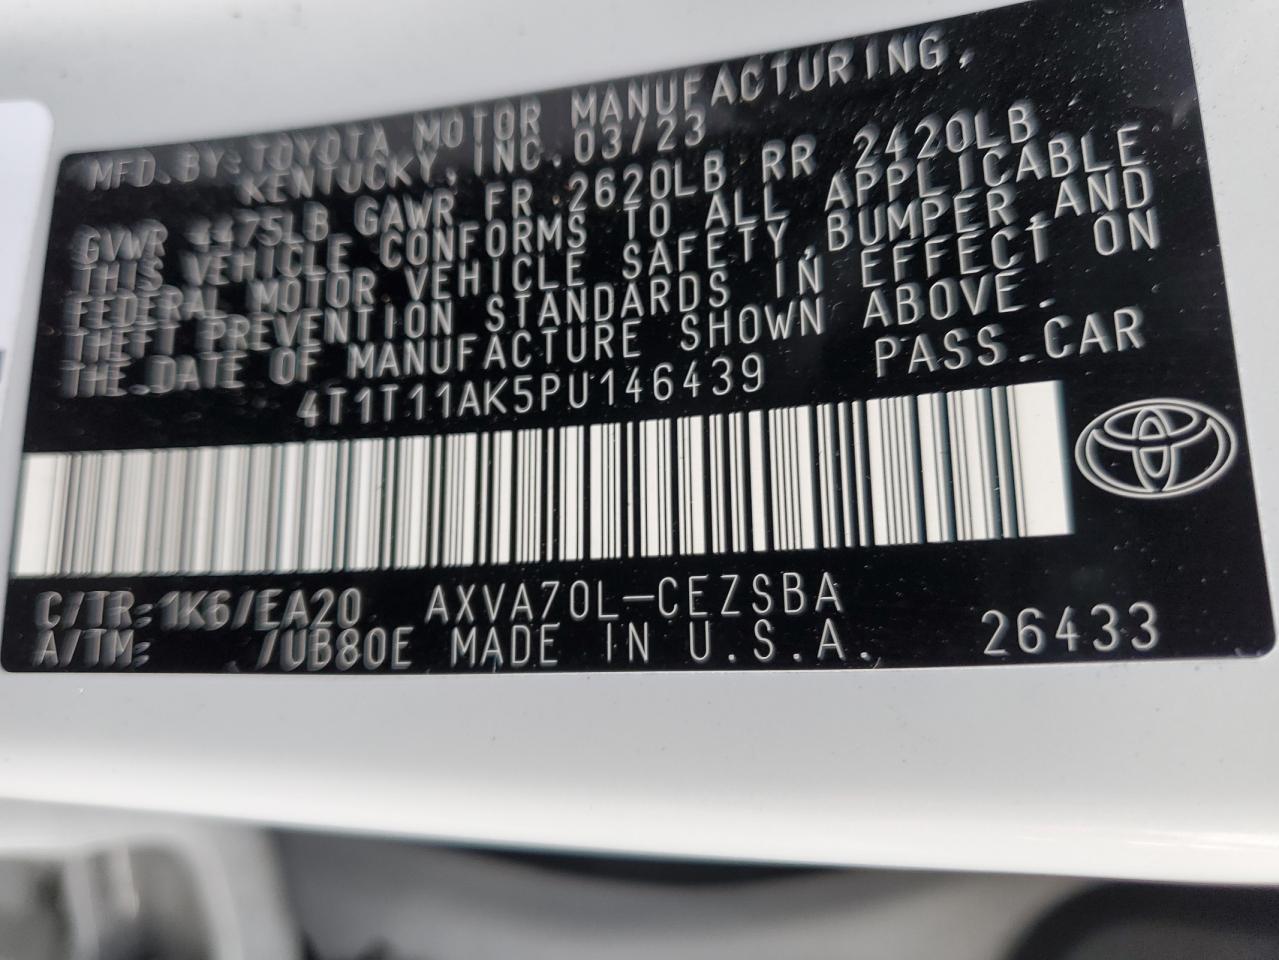 MFD. BY: TOYOTA MOTOR MANUFACTURING,
KENTUCKY, INC. 03/23
GVWR 4475LB GAWR FR 2620LB RR 2420LB
THIS VEHICLE CONFORMS TO ALL APPLICABLE
FEDERAL MOTOR VEHICLE SAFETY, BUMPER, AND
THEFT PREVENTION STANDARDS IN EFFECT ON
THE DATE OF MANUFACTURE SHOWN ABOVE.
4T1T11AK5PU146439 PASS. CAR
C/TR: 1K6/EA20 AXVA70L-CEZSBA
A/TM: /UB80E MADE IN U.S.A. 26433